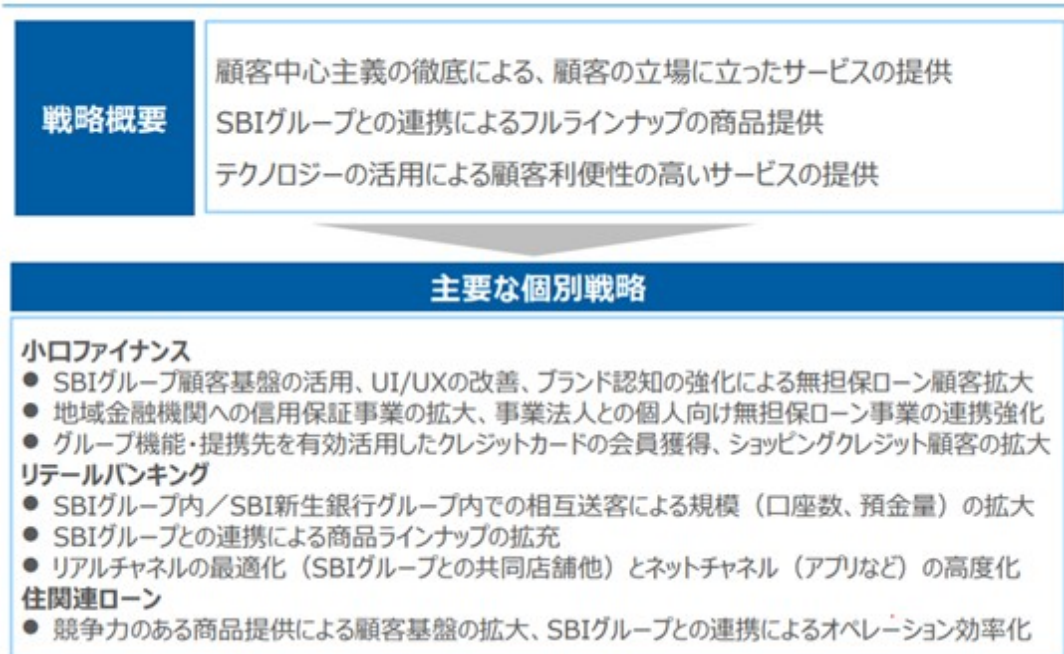 戦略概要
顧客中心主義の徹底による、顧客の立場に立ったサービスの提供
SBIグループとの連携によるフルラインナップの商品提供
テクノロジーの活用による顧客利便性の高いサービスの提供
主要な個別戦略
小口ファイナンス
● SBIグループ顧客基盤の活用、UI/UXの改善、ブランド認知の強化による無担保ローン顧客拡大
● 地域金融機関への信用保証事業の拡大、事業法人との個人向け無担保ローン事業の連携強化
● グループ機能・提携先を有効活用したクレジットカードの会員獲得、ショッピングクレジット顧客の拡大
リテールバンキング
● SBIグループ内／SBI新生銀行グループ内での相互送客による規模（口座数、預金量）の拡大
● SBIグループとの連携による商品ラインナップの拡充
● リアルチャネルの最適化（SBIグループとの共同店舗他）とネットチャネル（アプリなど）の高度化
住関連ローン
● 競争力のある商品提供による顧客基盤の拡大、SBIグループとの連携によるオペレーション効率化